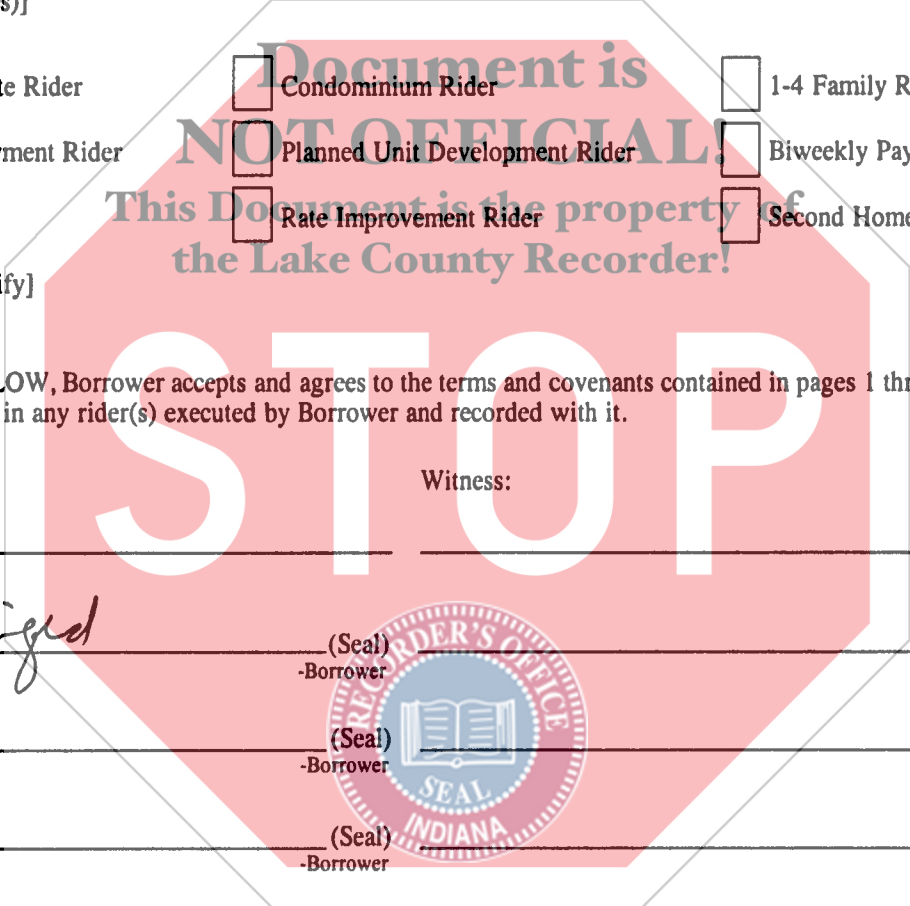 s)]
Document is
te Rider Condominium Rider 1-4 Family R
NOT OFFICIAL!
ment Rider Planned Unit Development Rider Biweekly Pay
This Document is the property of
Rate Improvement Rider Second Home
the Lake County Recorder!
ify]
STOP
OW, Borrower accepts and agrees to the terms and covenants contained in pages 1 thr
in any rider(s) executed by Borrower and recorded with it.
Witness:
(Seal)
-Borrower
RECORDER'S OFFICE
(Seal)
-Borrower
SEAL
INDIANA
(Seal)
-Borrower